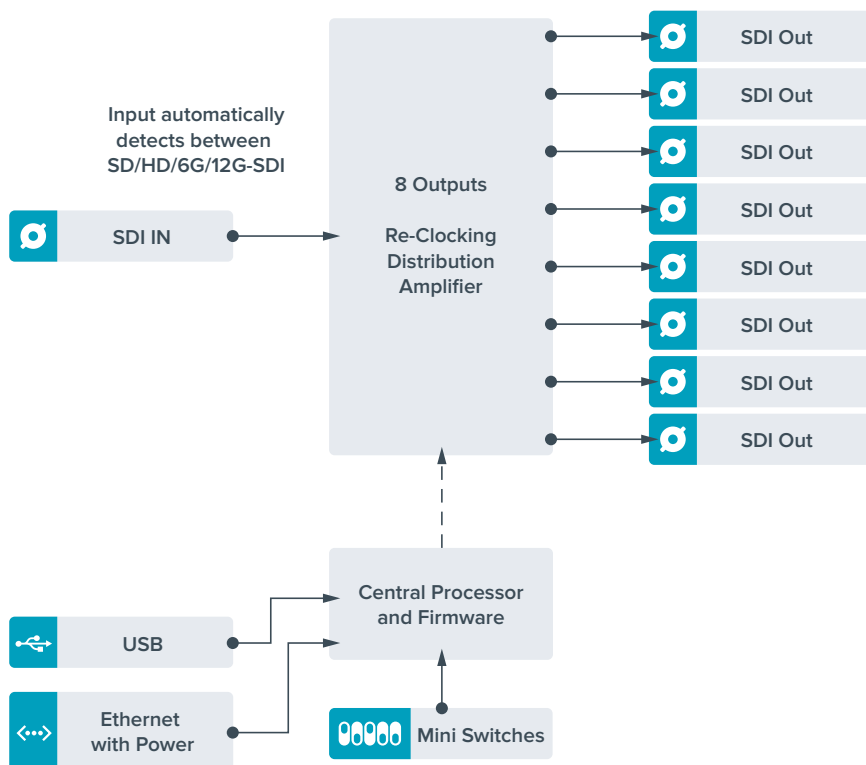 SDI Out
SDI Out
Input automatically
detects between
SD/HD/6G/12G-SDI
SDI Out
8 Outputs
SDI Out
SDI IN
Re-Clocking
Distribution
Amplifier
SDI Out
SDI Out
SDI Out
SDI Out
Central Processor
and Firmware
USB
Ethernet
with Power
Mini Switches